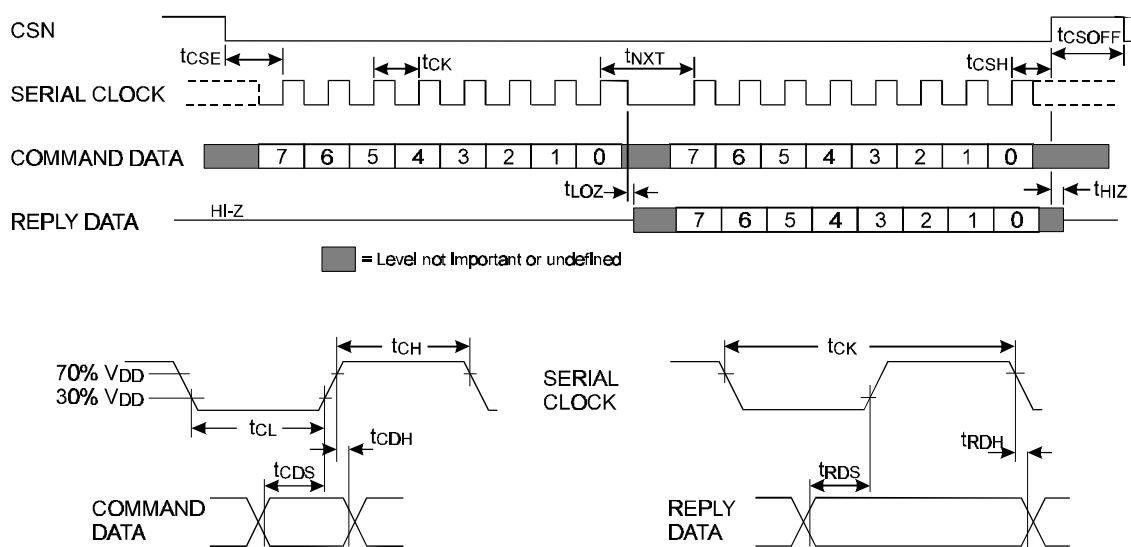 CSN
tCSE
tCK
tNXT
tCSH
tCSOFF
SERIAL CLOCK
COMMAND DATA
7 6 5 4 3 2 1 0 7 6 5 4 3 2 1 0
tLOZ
tHIZ
REPLY DATA
HI-Z
7 6 5 4 3 2 1 0
= Level not important or undefined
tCH
70% VDD
30% VDD
tCL
tCDH
tCDS
COMMAND
DATA
tCK
SERIAL
CLOCK
tRDH
tRDS
REPLY
DATA